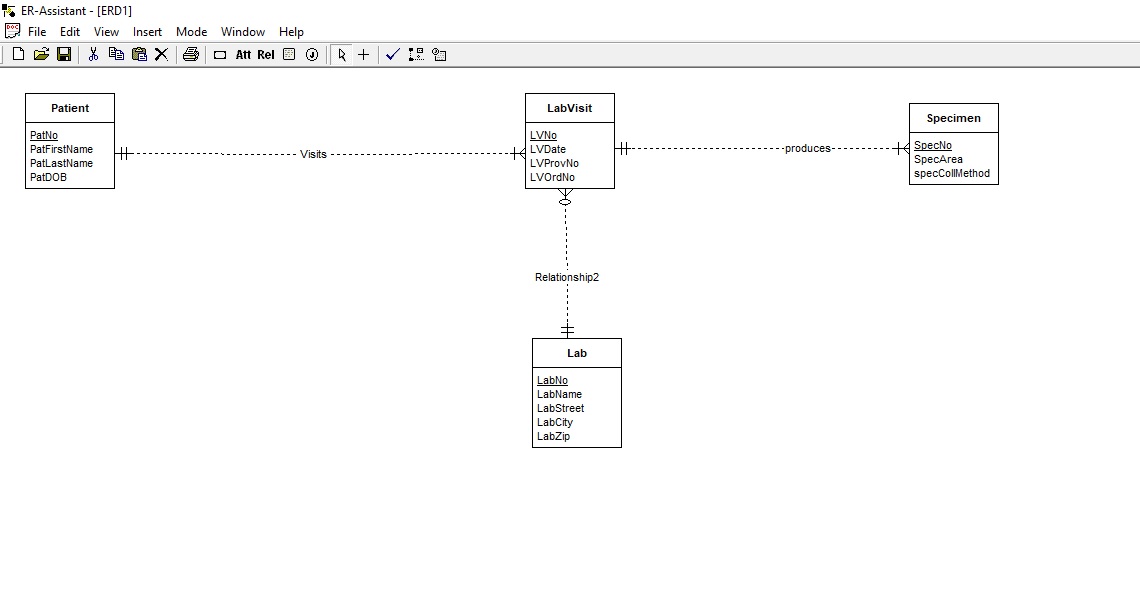 ER-Assistant - [ERD1]
File Edit View Insert Mode Window Help
Att Rel J
Patient
PatNo
PatFirstName
PatLastName
PatDOB
Visits
LabVisit
LVNo
LVDate
LVProvNo
LVOrdNo
produces
Specimen
SpecNo
SpecArea
specCollMethod
Relationship2
Lab
LabNo
LabName
LabStreet
LabCity
LabZip